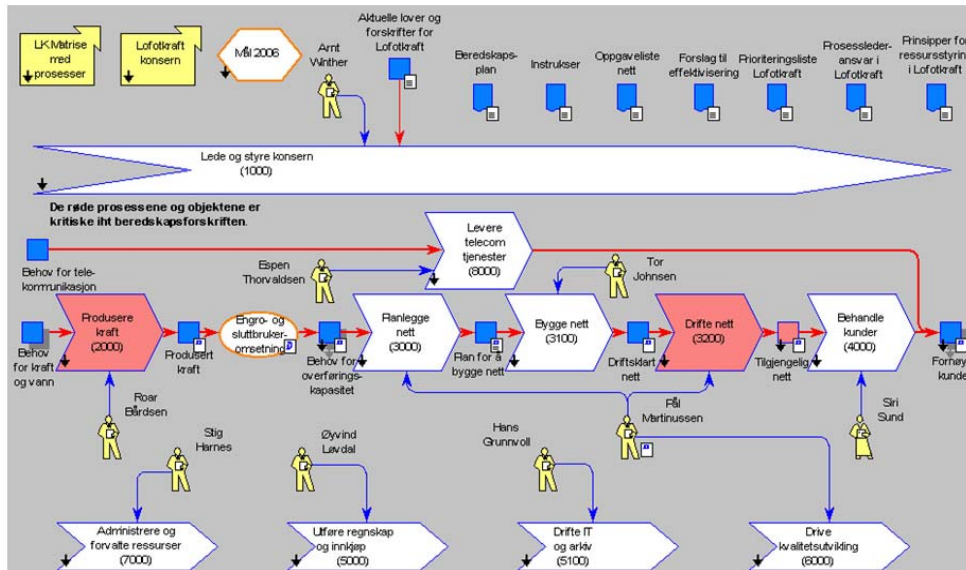 LK Matrise
med
prosesser
Lofotkraft
konsern
Mål 2006
Arnt
Winther
Aktuelle lover og
forskrifter for
Lofotkraft
Beredskaps-
plan
Instrukser
Oppgaveliste
nett
Forslag til
effektivisering
Prioriteringsliste
Lofotkraft
Prosessleder-
ansvar i
Lofotkraft
Prinsipper for
ressursstyring
i Lofotkraft
Lede og styre konsern
(1000)
De røde prosessene og objektene er
kritiske iht beredskapsforskriften.
Behov for tele-
kommunikasjon
Espen
Thorvaldsen
Levere
telecom
tjenester
(8000)
Tor
Johnsen
Behov
for kraft
og vann
Produsere
kraft
(2000)
Produsert
kraft
Engro- og
sluttbruker-
omsetning
Behov for
overførings-
kapasitet
Planlegge
nett
(3000)
Plan for å
bygge nett
Bygge nett
(3100)
Driftsklart
nett
Drifte nett
(3200)
Tilgjengelig
nett
Behandle
kunder
(4000)
Fornøyd
kunde
Roar
Bårdsen
Stig
Harnes
Øyvind
Løvdal
Hans
Grunnvoll
Pål
Martinussen
Siri
Sund
Administrere og
forvalte ressurser
(7000)
Utføre regnskap
og innkjøp
(5000)
Drifte IT
og arkiv
(5100)
Drive
kvalitetsutvikling
(6000)